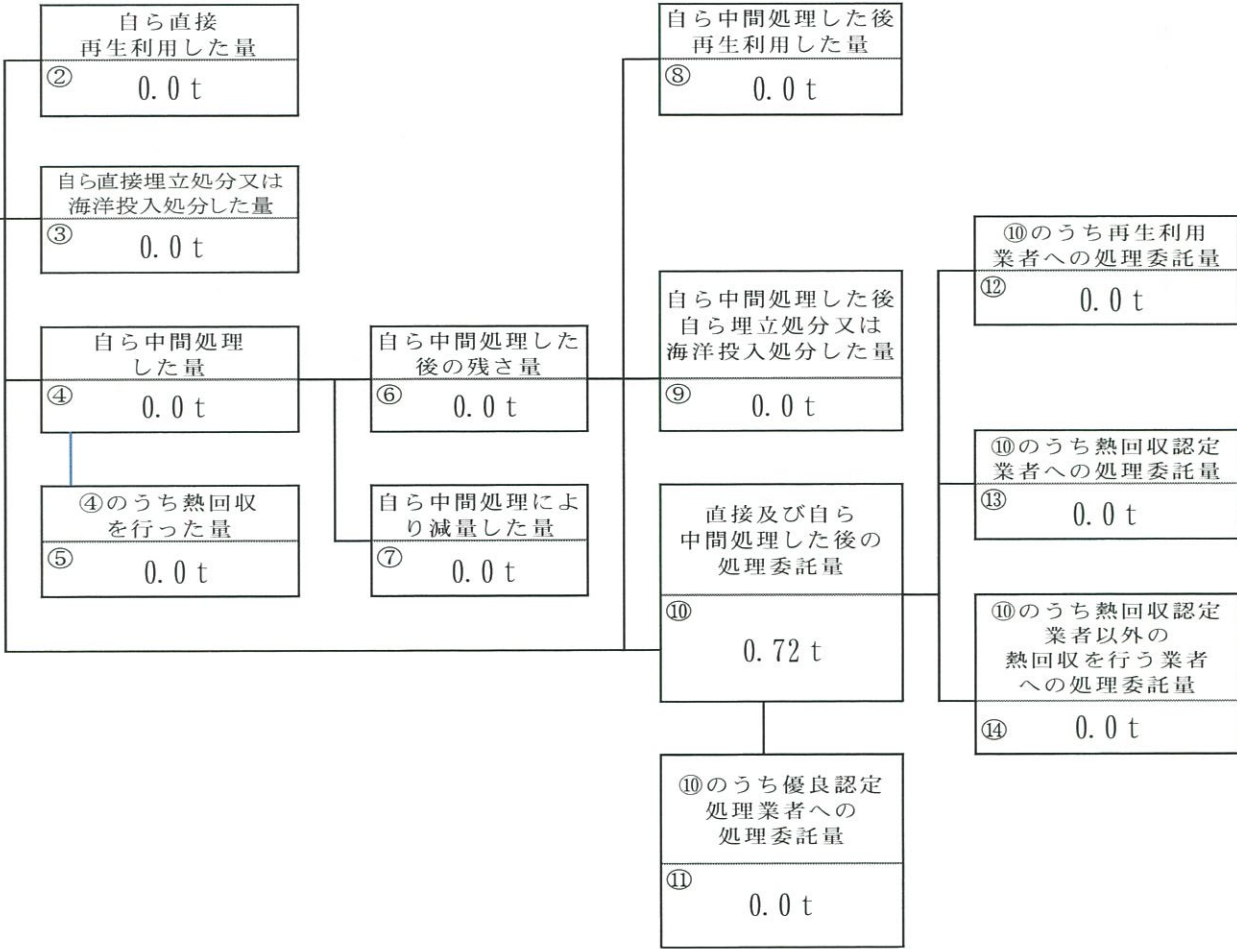 自ら直接
再生利用した量
②
0.0 t
自ら直接埋立処分又は
海洋投入処分した量
③
0.0 t
自ら中間処理
した量
④
0.0 t
④のうち熱回収
を行った量
⑤
0.0 t
自ら中間処理した
後の残さ量
⑥
0.0 t
自ら中間処理によ
り減量した量
⑦
0.0 t
自ら中間処理した後
再生利用した量
⑧
0.0 t
自ら中間処理した後
自ら埋立処分又は
海洋投入処分した量
⑨
0.0 t
直接及び自ら
中間処理した後の
処理委託量
⑩
0.72 t
⑩のうち優良認定
処理業者への
処理委託量
⑪
0.0 t
⑩のうち再生利用
業者への処理委託量
⑫
0.0 t
⑩のうち熱回収認定
業者への処理委託量
⑬
0.0 t
⑩のうち熱回収認定
業者以外の
熱回収を行う業者
への処理委託量
⑭
0.0 t